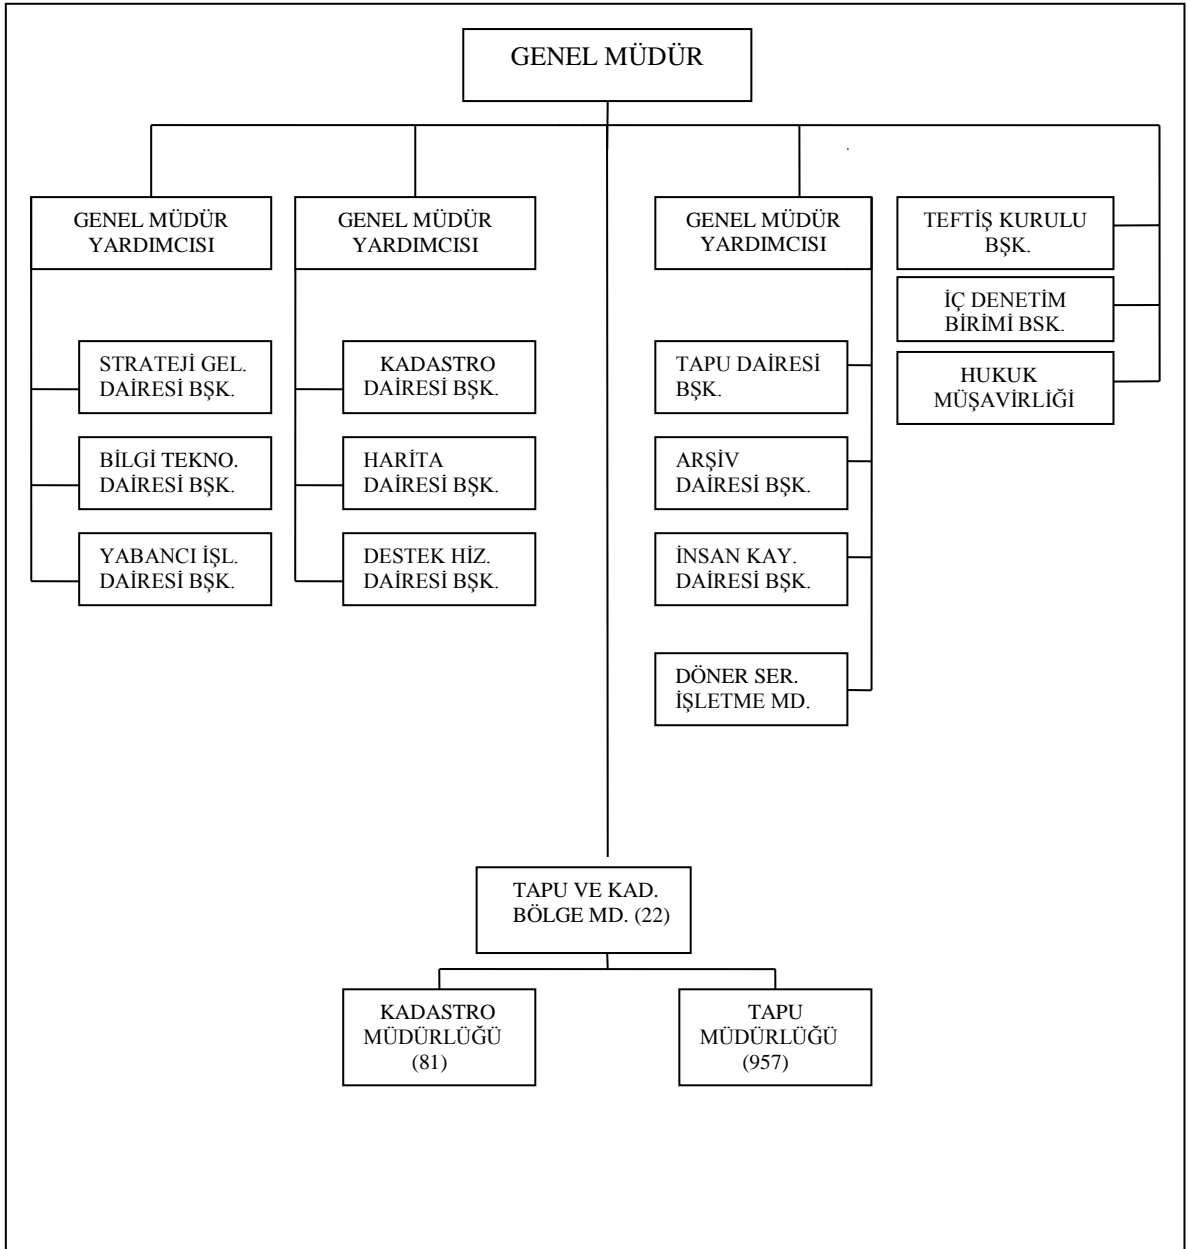 GENEL MÜDÜR
GENEL MÜDÜR
YARDIMCISI
GENEL MÜDÜR
YARDIMCISI
GENEL MÜDÜR
YARDIMCISI
TEFTİŞ KURULU
BŞK.
İÇ DENETİM
BİRİMİ BSK.
HUKUK
MÜŞAVİRLİĞİ
STRATEJİ GEL.
DAİRESİ BŞK.
BİLGİ TEKNO.
DAİRESİ BŞK.
YABANCI İŞL.
DAİRESİ BŞK.
KADASTRO
DAİRESİ BŞK.
HARİTA
DAİRESİ BŞK.
DESTEK HİZ.
DAİRESİ BŞK.
TAPU DAİRESİ
BŞK.
ARŞİV
DAİRESİ BŞK.
İNSAN KAY.
DAİRESİ BŞK.
DÖNER SER.
İŞLETME MD.
TAPU VE KAD.
BÖLGE MD. (22)
KADASTRO
MÜDÜRLÜĞÜ
(81)
TAPU
MÜDÜRLÜĞÜ
(957)